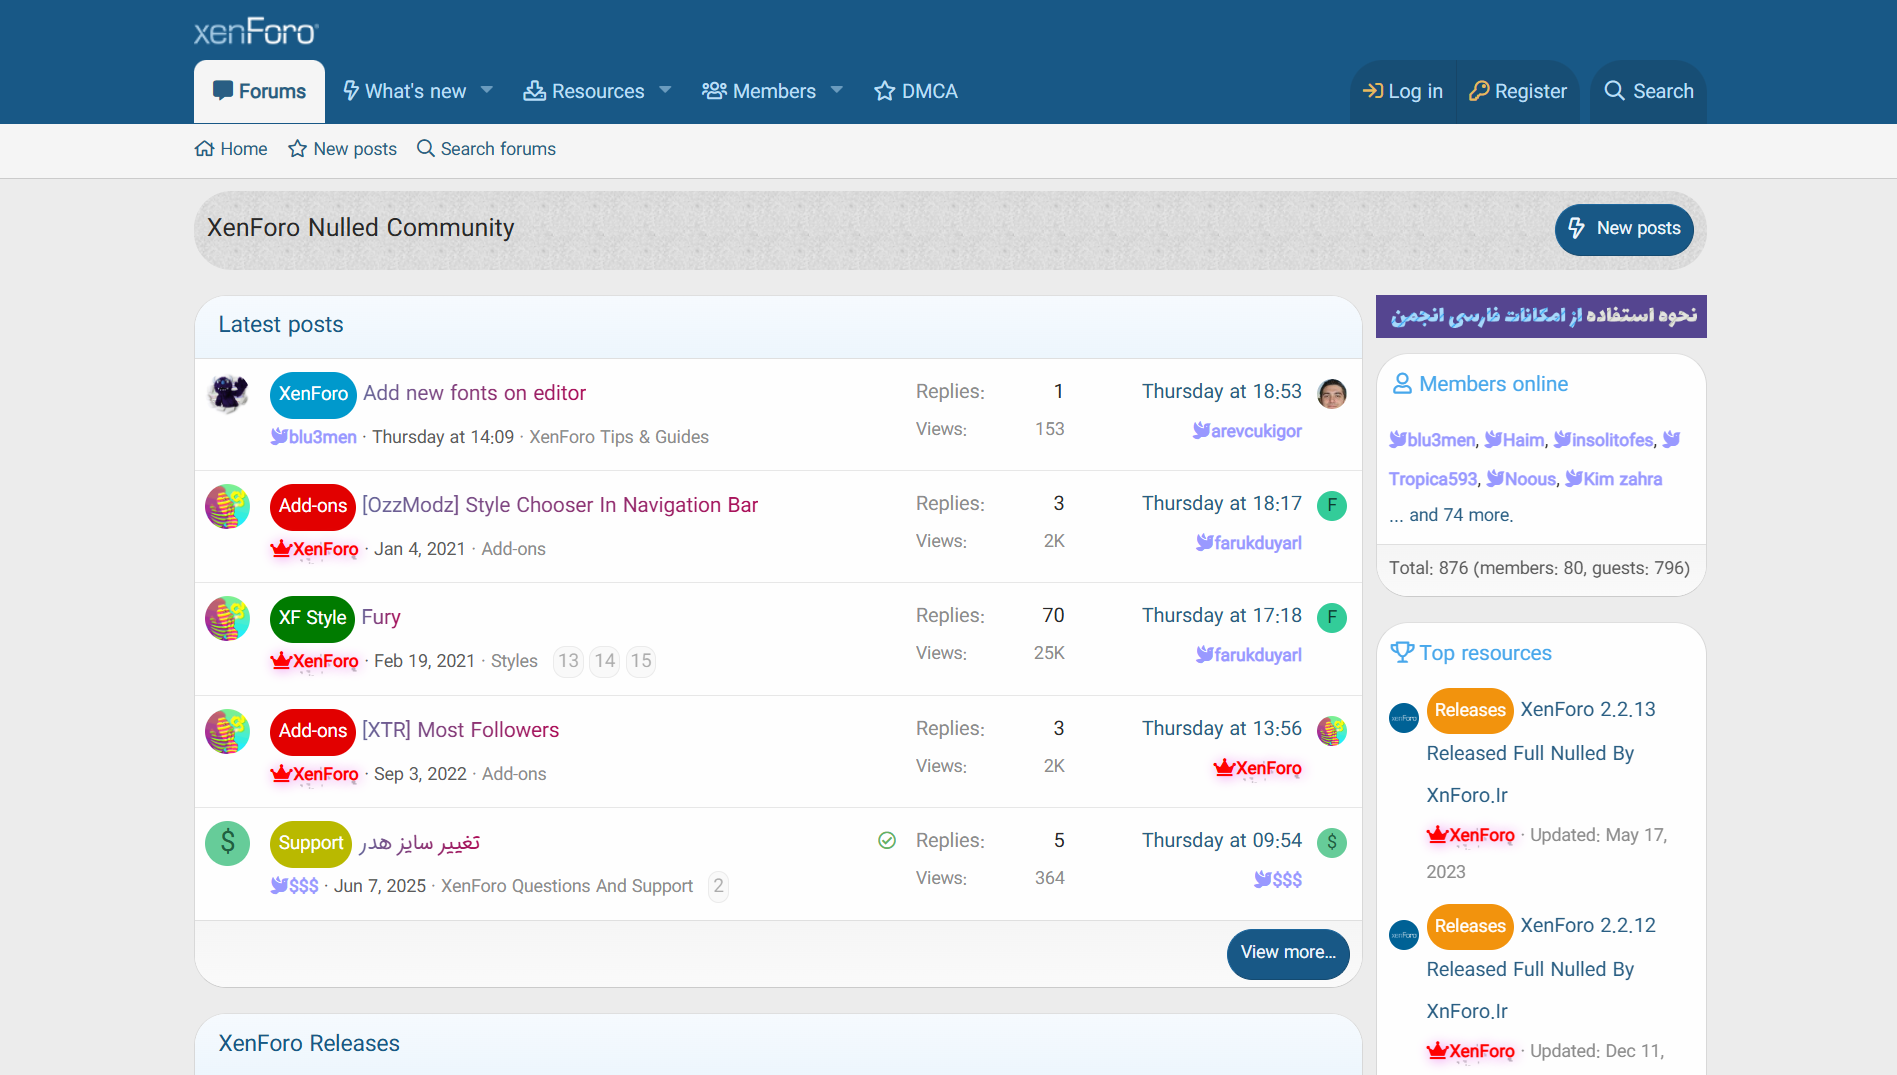 xenForo
Forums
What's new
Resources
Members
DMCA
Log in
Register
Search
Home
New posts
Search forums
XenForo Nulled Community
New posts
Latest posts
XenForo Add new fonts on editor
blu3men · Thursday at 14:09 · XenForo Tips & Guides
Replies: 1
Views: 153
Thursday at 18:53
arevcukigor
Add-ons [OzzModz] Style Chooser In Navigation Bar
XenForo · Jan 4, 2021 · Add-ons
Replies: 3
Views: 2K
Thursday at 18:17
F
farukduyarl
XF Style Fury
XenForo · Feb 19, 2021 · Styles 13 14 15
Replies: 70
Views: 25K
Thursday at 17:18
F
farukduyarl
Add-ons [XTR] Most Followers
XenForo · Sep 3, 2022 · Add-ons
Replies: 3
Views: 2K
Thursday at 13:56
XenForo
$
Support تغییر سایز هدر
$$$ · Jun 7, 2025 · XenForo Questions And Support 2
Replies: 5
Views: 364
Thursday at 09:54
$
$$$
View more…
XenForo Releases
نحوه استفاده از امکانات فارسی انجمن
Members online
blu3men, Haim, insolitofes,
Tropica593, Noous, Kim zahra
... and 74 more.
Total: 876 (members: 80, guests: 796)
Top resources
xenForo
Releases XenForo 2.2.13
Released Full Nulled By
XnForo.Ir
XenForo · Updated: May 17,
2023
xenForo
Releases XenForo 2.2.12
Released Full Nulled By
XnForo.Ir
XenForo · Updated: Dec 11,